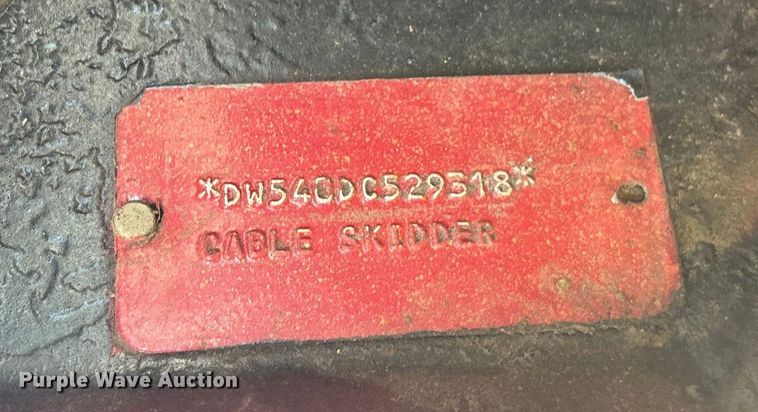 *DW540DC529318*
CABLE SKIDDER
Purple Wave Auction